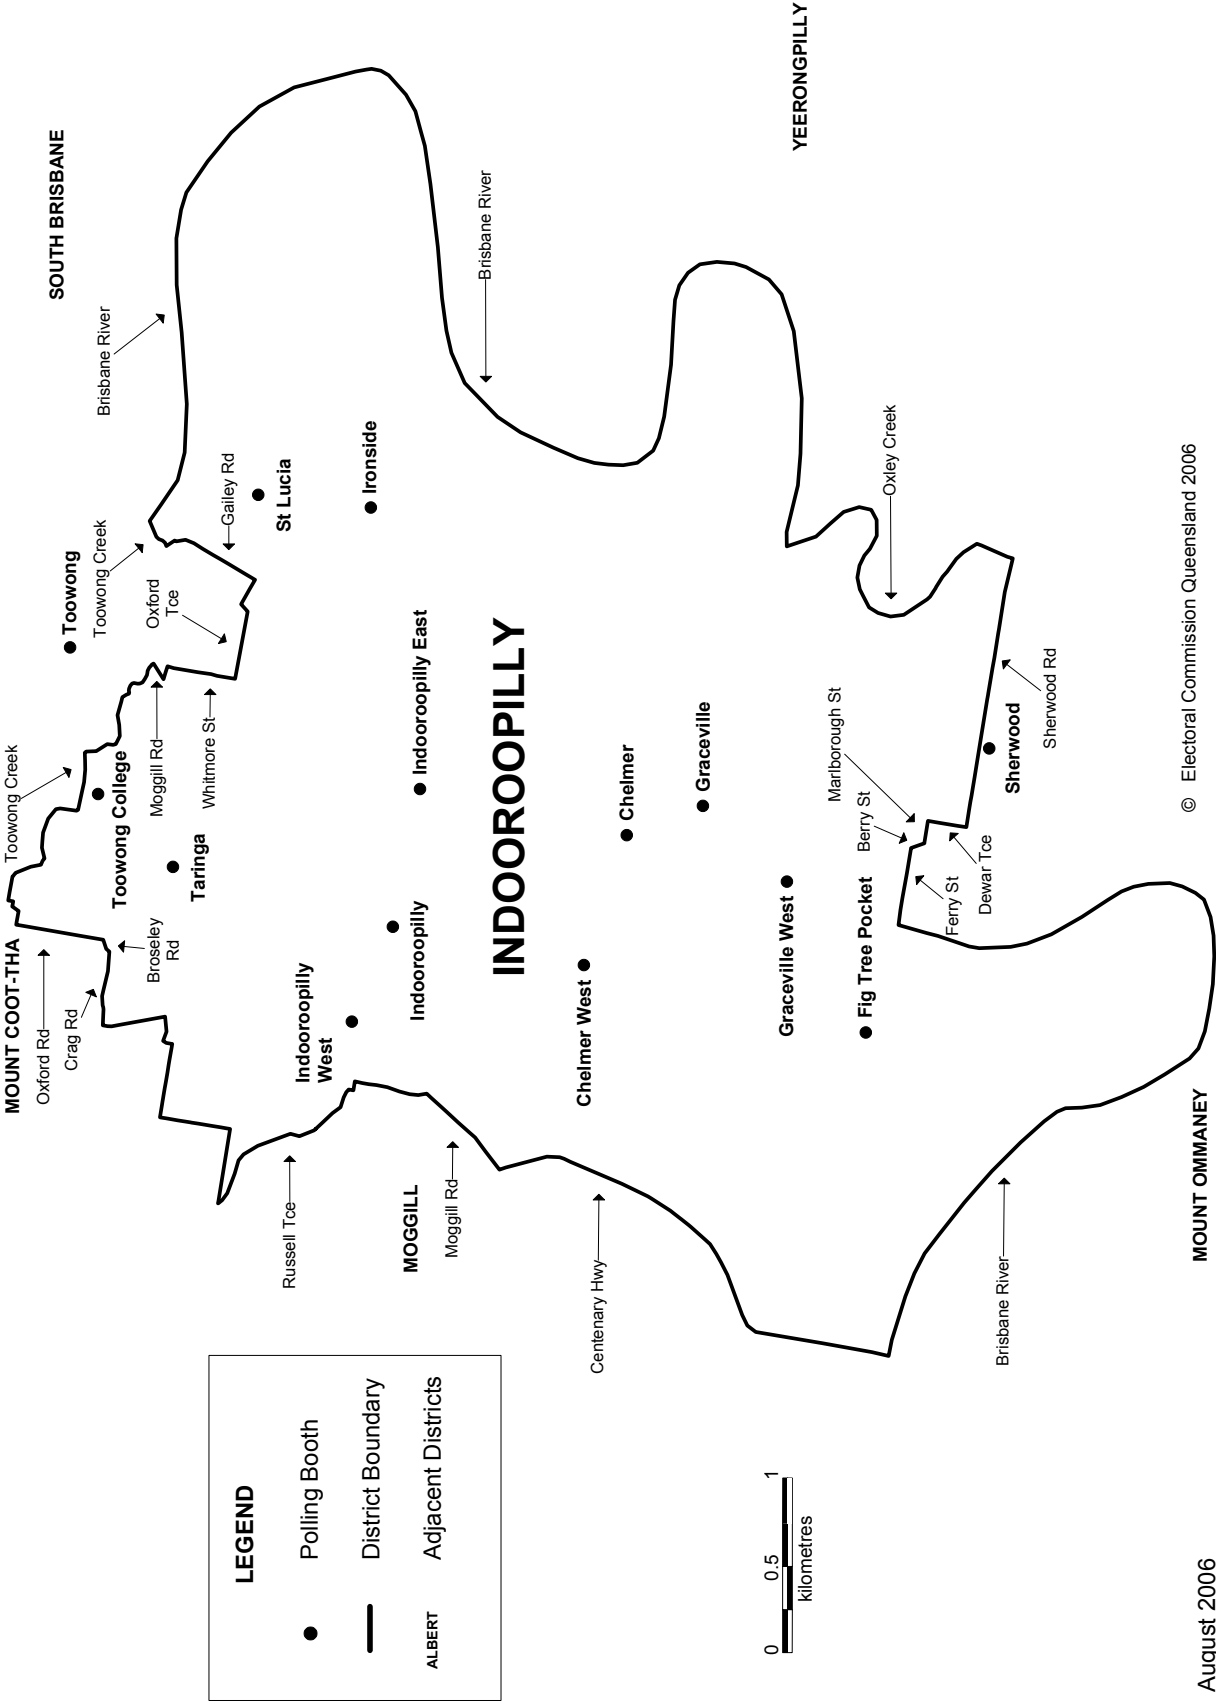 SOUTH BRISBANE
YEERONGPILLY
Brisbane River
Brisbane River
Toowong
Toowong Creek
Gailey Rd
St Lucia
Ironside
Oxford
Tce
Oxley Creek
Toowong Creek
Toowong College
Moggill Rd
Whitmore St
Taringa
Indooroopilly East
INDOOROOPILLY
Chelmer
Graceville
Marlborough St
Berry St
Sherwood
Sherwood Rd
MOUNT COOT-THA
Oxford Rd
Crag Rd
Broseley
Rd
Indooroopilly
West
Indooroopilly
Chelmer West
Graceville West
Fig Tree Pocket
Ferry St
Dewar Tce
Russell Tce
MOGGILL
Moggill Rd
Centenary Hwy
Brisbane River
MOUNT OMMANEY
LEGEND
Polling Booth
District Boundary
ALBERT Adjacent Districts
0 0.5 1
kilometres
August 2006
© Electoral Commission Queensland 2006